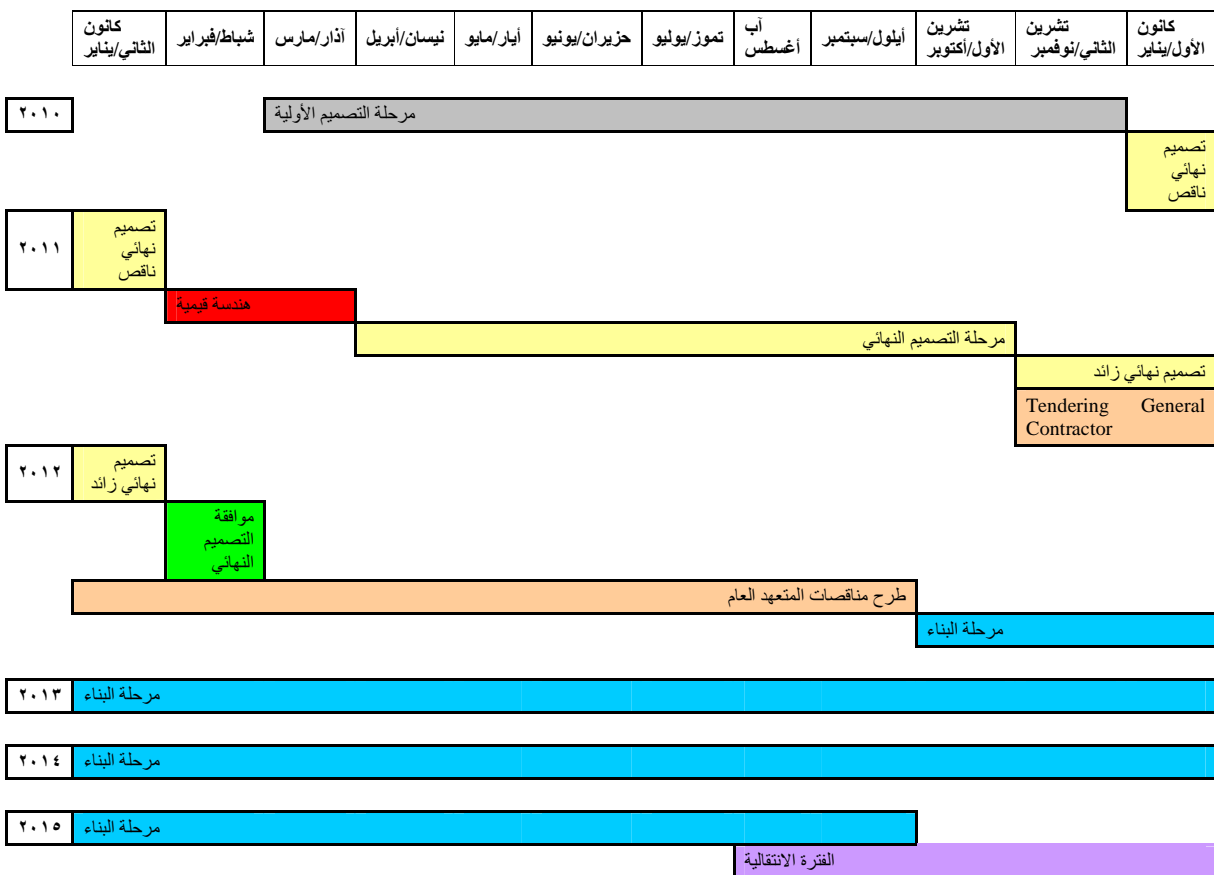 كانون
الثاني/يناير
شباط/فبراير
آذار/مارس
نيسان/أبريل
أيار/مايو
حزيران/يونيو
تموز/يوليو
آب
أغسطس
أيلول/سبتمبر
تشرين
الأول/أكتوبر
تشرين
الثاني/نوفمبر
كانون
الأول/يناير
٢٠١٠
مرحلة التصميم الأولية
تصميم
نهائي
ناقص
٢٠١١
تصميم
نهائي
ناقص
هندسة قيمية
مرحلة التصميم النهائي
تصميم نهائي زائد
Tendering General
Contractor
٢٠١٢
تصميم
نهائي زائد
موافقة
التصميم
النهائي
طرح مناقصات المتعهد العام
مرحلة البناء
٢٠١٣
مرحلة البناء
٢٠١٤
مرحلة البناء
٢٠١٥
مرحلة البناء
الفترة الانتقالية